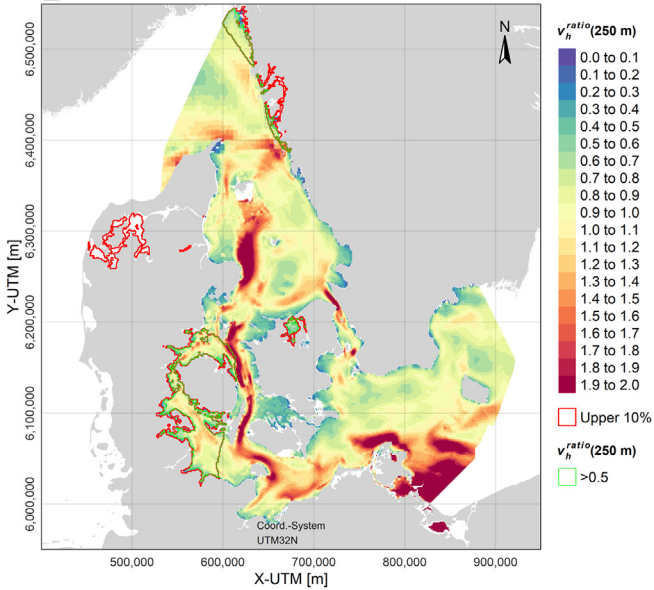 6,500,000
6,400,000
6,300,000
6,200,000
6,100,000
6,000,000
Y-UTM [m]
N
Coord.-System
UTM32N
500,000 600,000 700,000 800,000 900,000
X-UTM [m]
v_h^ratio(250 m)
0.0 to 0.1
0.1 to 0.2
0.2 to 0.3
0.3 to 0.4
0.4 to 0.5
0.5 to 0.6
0.6 to 0.7
0.7 to 0.8
0.8 to 0.9
0.9 to 1.0
1.0 to 1.1
1.1 to 1.2
1.2 to 1.3
1.3 to 1.4
1.4 to 1.5
1.5 to 1.6
1.6 to 1.7
1.7 to 1.8
1.8 to 1.9
1.9 to 2.0
Upper 10%
v_h^ratio(250 m)
>0.5